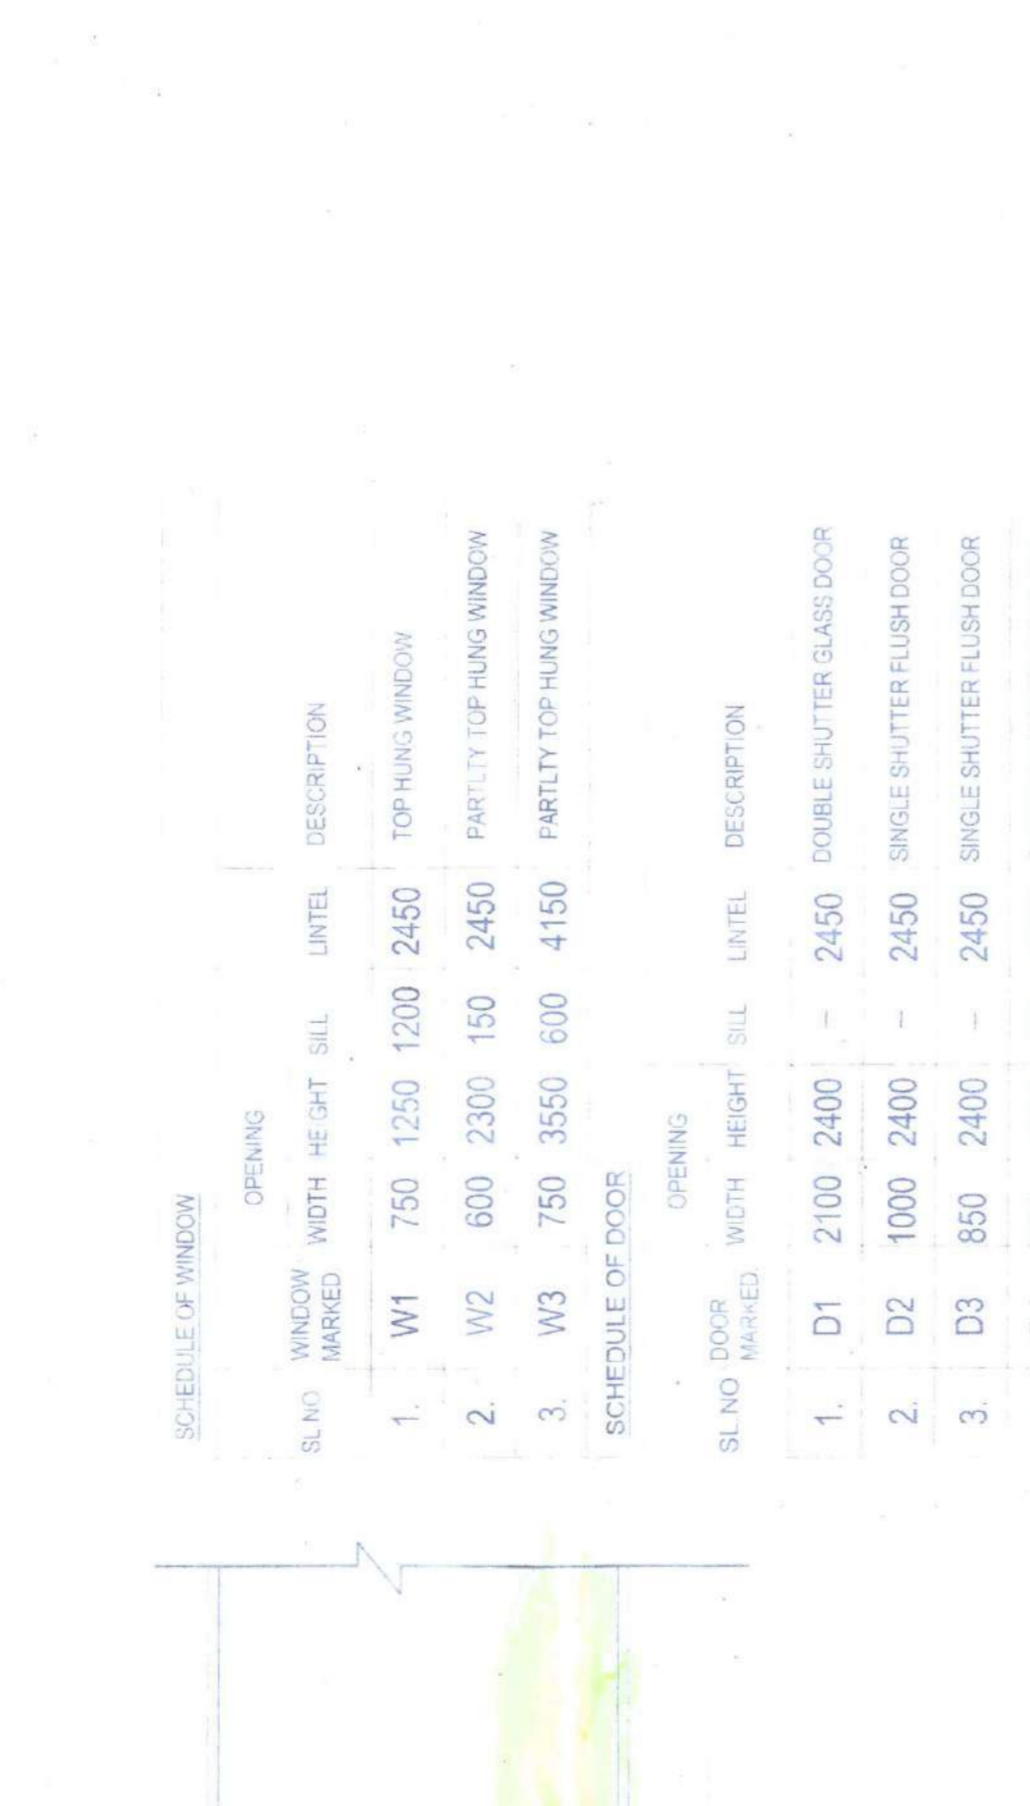 SCHEDULE OF WINDOW
OPENING
SL.NO WINDOW MARKED WIDTH HEIGHT SILL LINTEL DESCRIPTION
1. W1 750 1250 1200 2450 TOP HUNG WINDOW
2. W2 600 2300 150 2450 PARTLTY TOP HUNG WINDOW
3. W3 750 3550 600 4150 PARTLTY TOP HUNG WINDOW
SCHEDULE OF DOOR
OPENING
SL.NO DOOR MARKED. WIDTH HEIGHT SILL LINTEL DESCRIPTION
1. D1 2100 2400 – 2450 DOUBLE SHUTTER GLASS DOOR
2. D2 1000 2400 – 2450 SINGLE SHUTTER FLUSH DOOR
3. D3 850 2400 – 2450 SINGLE SHUTTER FLUSH DOOR